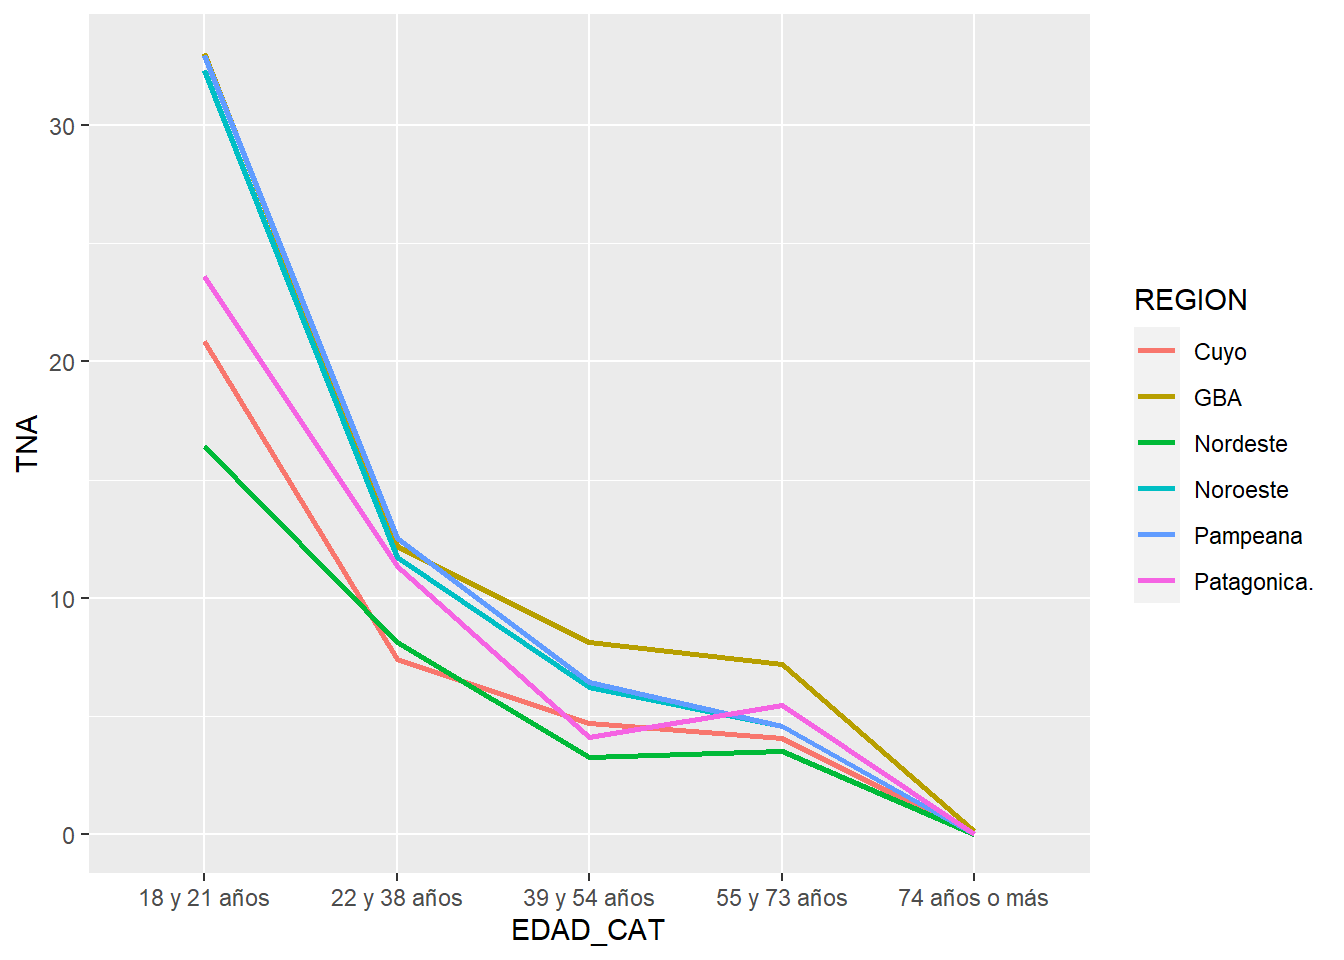 TNA
30
20
10
0
18 y 21 años
22 y 38 años
39 y 54 años
55 y 73 años
74 años o más
EDAD_CAT
REGION
Cuyo
GBA
Nordeste
Noroeste
Pampeana
Patagonica.